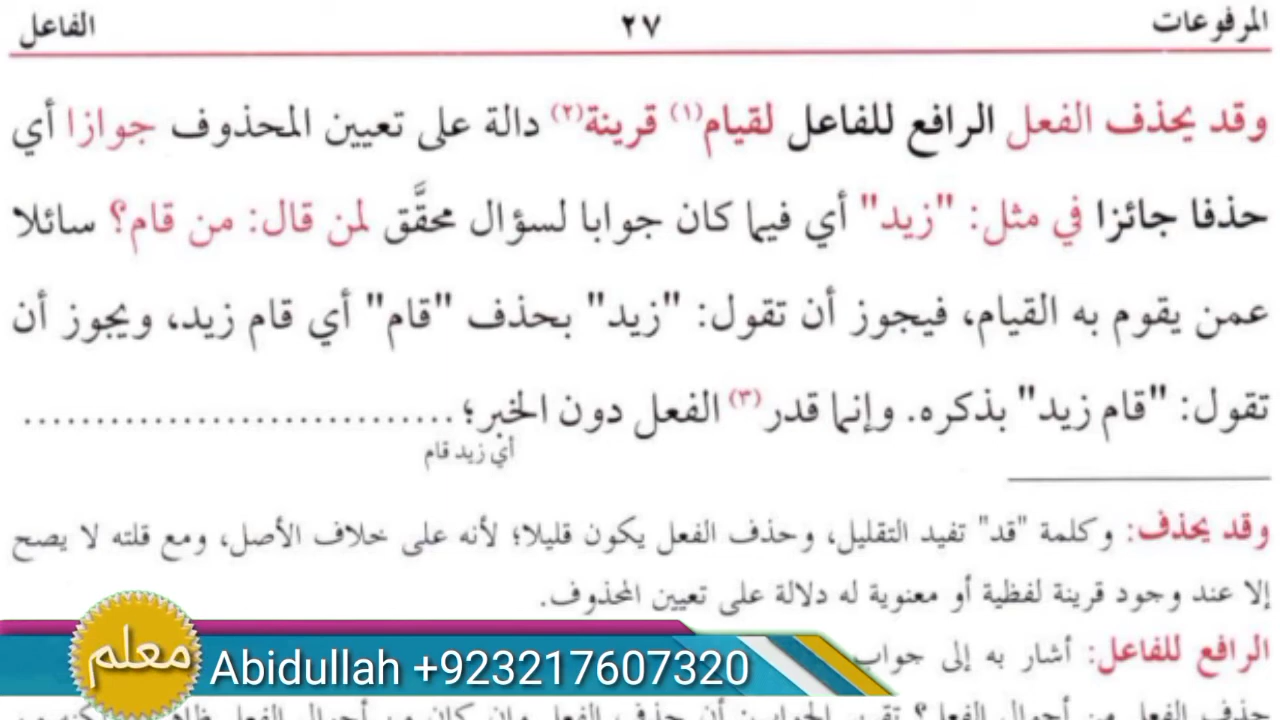 المرفوعات ٢٧ الفاعل
وقد يحذف الفعل الرافع للفاعل لقيام(١) قرينة(٢) دالة على تعيين المحذوف جوازا أي
حذفا جائزا في مثل: "زيد" أي فيما كان جوابا لسؤال محقَّق لمن قال: من قام؟ سائلا
عمن يقوم به القيام، فيجوز أن تقول: "زيد" بحذف "قام" أي قام زيد، ويجوز أن
تقول: "قام زيد" بذكره. وإنما قدر(٣) الفعل دون الخبر؛ ........................................
أي زيد قام
وقد يحذف: وكلمة "قد" تفيد التقليل، وحذف الفعل يكون قليلا؛ لأنه على خلاف الأصل، ومع قلته لا يصح
إلا عند وجود قرينة لفظية أو معنوية له دلالة على تعيين المحذوف.
الرافع للفاعل: أشار به إلى جواب
معلم Abidullah +923217607320